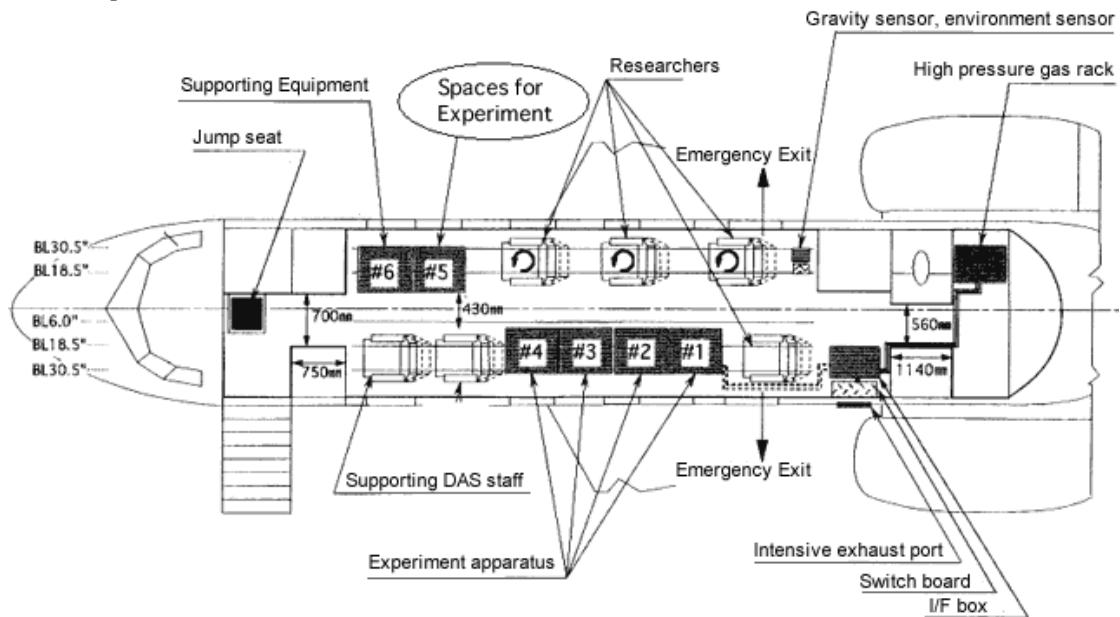 Gravity sensor, environment sensor
High pressure gas rack
Researchers
Supporting Equipment
Spaces for
Experiment
Jump seat
Emergency Exit
BL30.5"
BL18.5"
#6
#5
BL6.0"
700mm
430mm
560mm
BL18.5"
BL30.5"
#4
#3
#2
#1
750mm
1140mm
Supporting DAS staff
Emergency Exit
Experiment apparatus
Intensive exhaust port
Switch board
I/F box